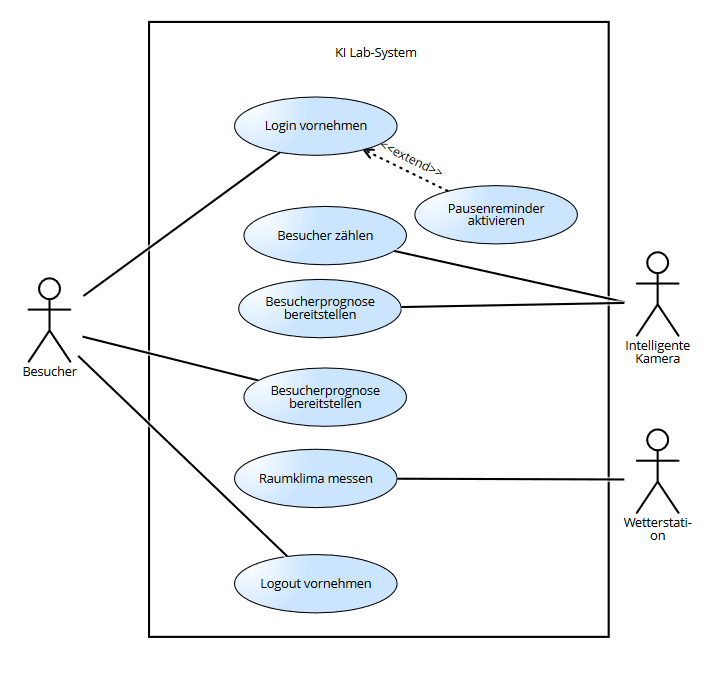 KI Lab-System
Login vornehmen
<<extend>>
Pausenreminder
aktivieren
Besucher zählen
Besucherprognose
bereitstellen
Intelligente
Kamera
Besucher
Besucherprognose
bereitstellen
Raumklima messen
Wetterstati-
on
Logout vornehmen